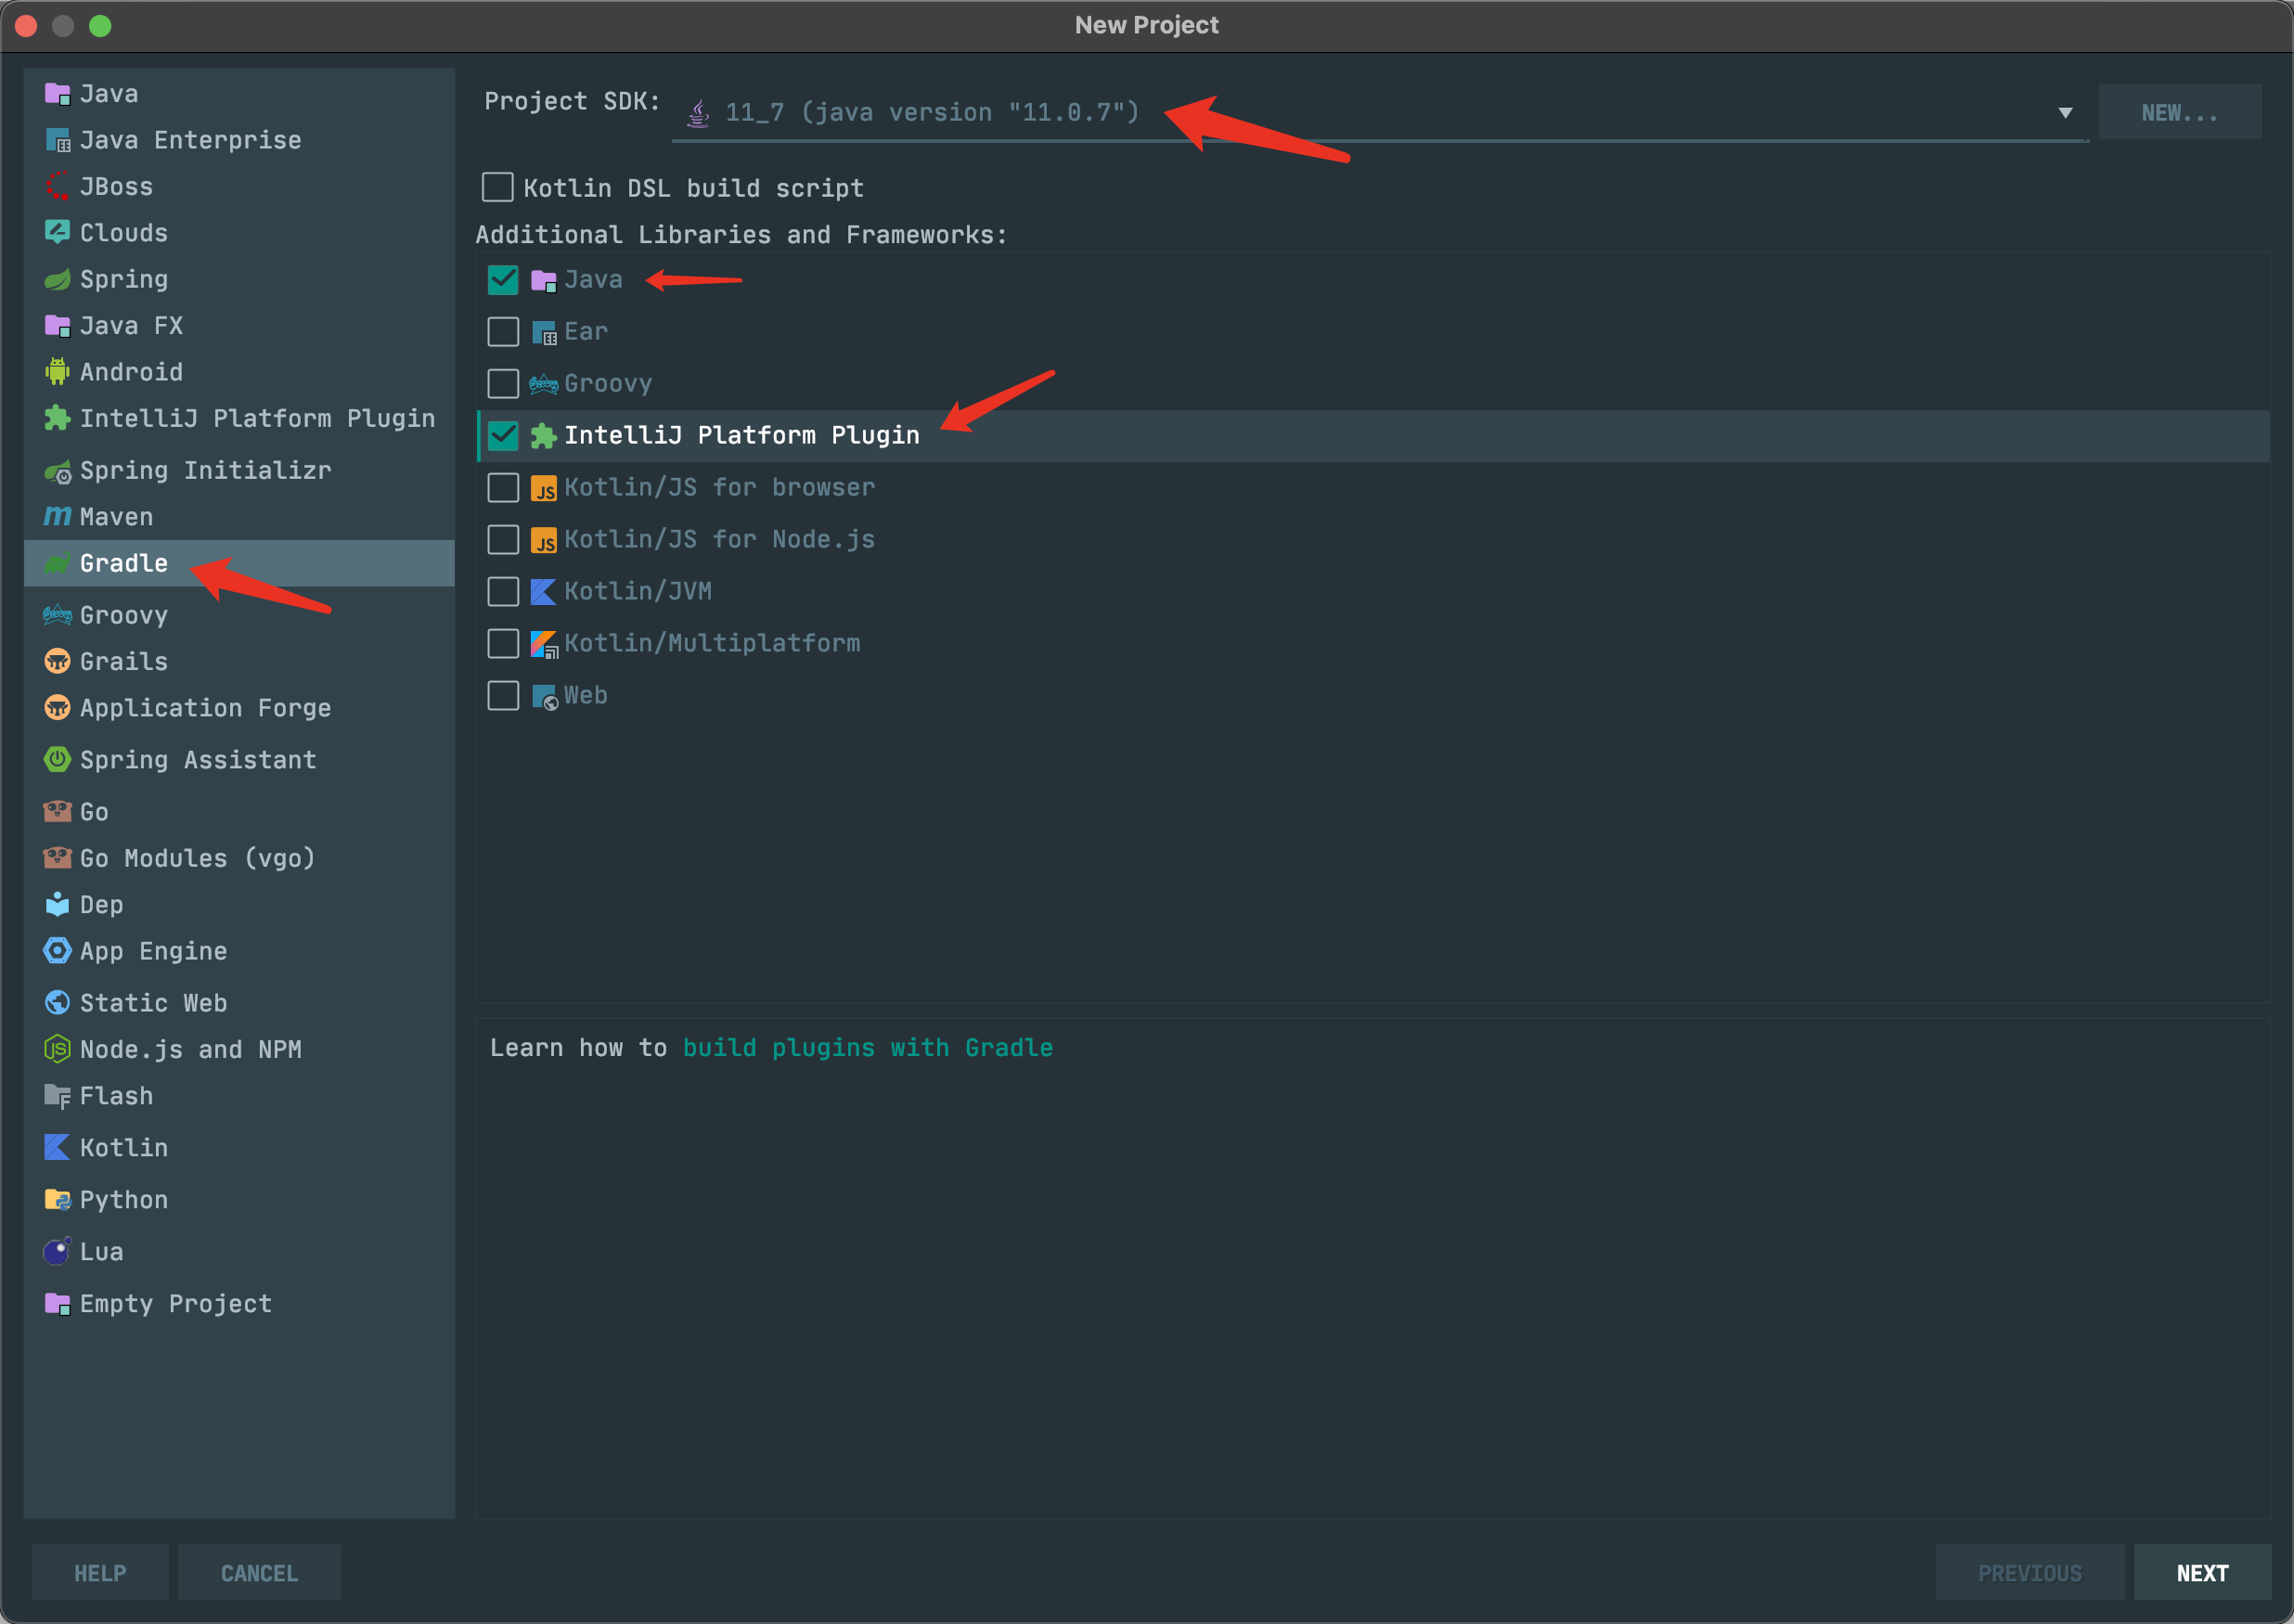 New Project
Java
Java Enterprise
JBoss
Clouds
Spring
Java FX
Android
IntelliJ Platform Plugin
Spring Initializr
Maven
Gradle
Groovy
Grails
Application Forge
Spring Assistant
Go
Go Modules (vgo)
Dep
App Engine
Static Web
Node.js and NPM
Flash
Kotlin
Python
Lua
Empty Project
Project SDK: 11_7 (java version "11.0.7") NEW...
Kotlin DSL build script
Additional Libraries and Frameworks:
Java
Ear
Groovy
IntelliJ Platform Plugin
Kotlin/JS for browser
Kotlin/JS for Node.js
Kotlin/JVM
Kotlin/Multiplatform
Web
Learn how to build plugins with Gradle
HELP CANCEL PREVIOUS NEXT